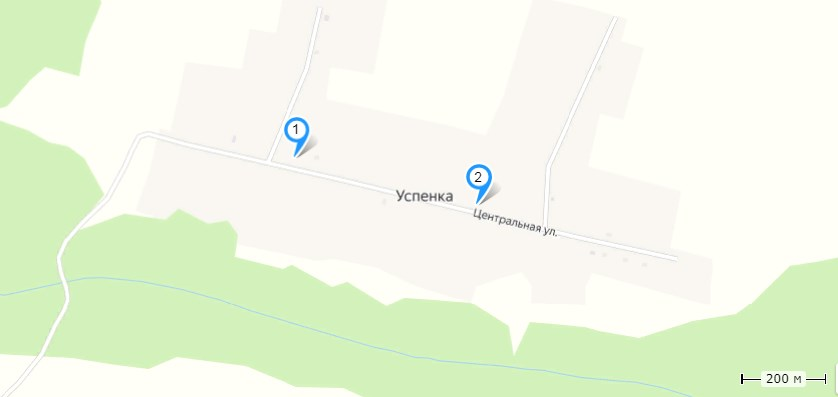 1
2
Успенка
Центральная ул.
200 м